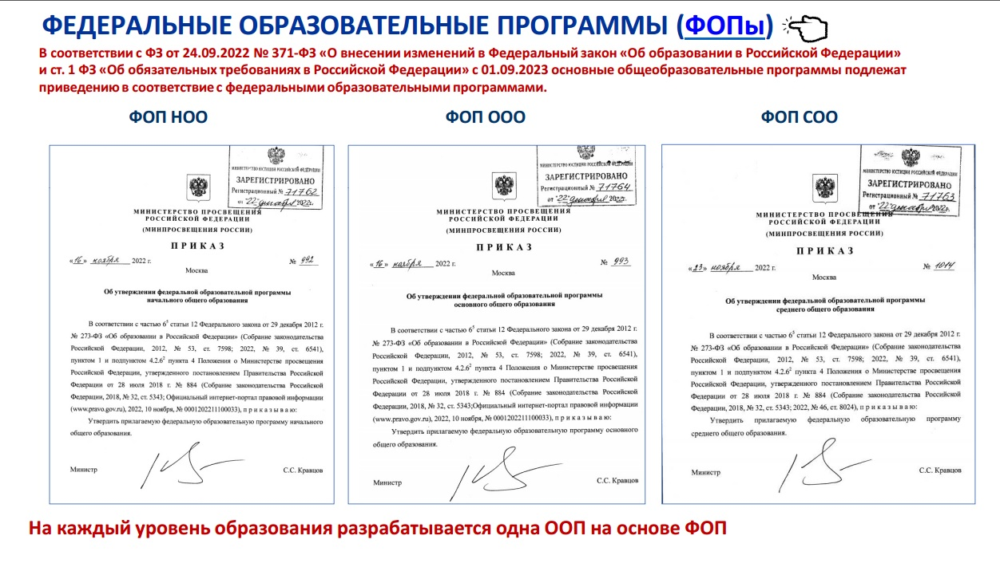 ФЕДЕРАЛЬНЫЕ ОБРАЗОВАТЕЛЬНЫЕ ПРОГРАММЫ (ФОПы)
В соответствии с ФЗ от 24.09.2022 № 371-ФЗ «О внесении изменений в Федеральный закон «Об образовании в Российской Федерации»
и ст. 1 ФЗ «Об обязательных требованиях в Российской Федерации» с 01.09.2023 основные общеобразовательные программы подлежат
приведению в соответствие с федеральными образовательными программами.
ФОП НОО
МИНИСТЕРСТВО ЮСТИЦИИ РОССИЙСКОЙ ФЕДЕРАЦИИ
ЗАРЕГИСТРИРОВАНО
Регистрационный № 71762
от "22" декабря 2022г.
МИНИСТЕРСТВО ПРОСВЕЩЕНИЯ
РОССИЙСКОЙ ФЕДЕРАЦИИ
(МИНПРОСВЕЩЕНИЯ РОССИИ)
ПРИКАЗ
«16» ноября 2022 г.
№ 992
Москва
Об утверждении федеральной образовательной программы
начального общего образования
В соответствии с частью 6⁵ статьи 12 Федерального закона от 29 декабря 2012 г.
№ 273-ФЗ «Об образовании в Российской Федерации» (Собрание законодательства
Российской Федерации, 2012, № 53, ст. 7598; 2022, № 39, ст. 6541),
пунктом 1 и подпунктом 4.2.6² пункта 4 Положения о Министерстве просвещения
Российской Федерации, утвержденного постановлением Правительства Российской
Федерации от 28 июля 2018 г. № 884 (Собрание законодательства Российской
Федерации, 2018, № 32, ст. 5343; Официальный интернет-портал правовой информации
(www.pravo.gov.ru), 2022, 10 ноября, № 0001202211100033), п р и к а з ы в а ю:
Утвердить прилагаемую федеральную образовательную программу начального
общего образования.
Министр
С.С. Кравцов
ФОП ООО
МИНИСТЕРСТВО ЮСТИЦИИ РОССИЙСКОЙ ФЕДЕРАЦИИ
ЗАРЕГИСТРИРОВАНО
Регистрационный № 71764
от "22" декабря 2022г.
МИНИСТЕРСТВО ПРОСВЕЩЕНИЯ
РОССИЙСКОЙ ФЕДЕРАЦИИ
(МИНПРОСВЕЩЕНИЯ РОССИИ)
ПРИКАЗ
«16» ноября 2022 г.
№ 993
Москва
Об утверждении федеральной образовательной программы
основного общего образования
В соответствии с частью 6⁵ статьи 12 Федерального закона от 29 декабря 2012 г.
№ 273-ФЗ «Об образовании в Российской Федерации» (Собрание законодательства
Российской Федерации, 2012, № 53, ст. 7598; 2022, № 39, ст. 6541),
пунктом 1 и подпунктом 4.2.6² пункта 4 Положения о Министерстве просвещения
Российской Федерации, утвержденного постановлением Правительства Российской
Федерации от 28 июля 2018 г. № 884 (Собрание законодательства Российской
Федерации, 2018, № 32, ст. 5343;Официальный интернет-портал правовой информации
(www.pravo.gov.ru), 2022, 10 ноября, № 0001202211100033), п р и к а з ы в а ю:
Утвердить прилагаемую федеральную образовательную программу основного
общего образования.
Министр
С.С. Кравцов
ФОП СОО
МИНИСТЕРСТВО ЮСТИЦИИ РОССИЙСКОЙ ФЕДЕРАЦИИ
ЗАРЕГИСТРИРОВАНО
Регистрационный № 71763
от "22" декабря 2022г.
МИНИСТЕРСТВО ПРОСВЕЩЕНИЯ
РОССИЙСКОЙ ФЕДЕРАЦИИ
(МИНПРОСВЕЩЕНИЯ РОССИИ)
ПРИКАЗ
«23» ноября 2022 г.
№ 1014
Москва
Об утверждении федеральной образовательной программы
среднего общего образования
В соответствии с частью 6⁵ статьи 12 Федерального закона от 29 декабря 2012 г.
№ 273-ФЗ «Об образовании в Российской Федерации» (Собрание законодательства
Российской Федерации, 2012, № 53, ст. 7598; 2022, № 39, ст. 6541),
пунктом 1 и подпунктом 4.2.6² пункта 4 Положения о Министерстве просвещения
Российской Федерации, утвержденного постановлением Правительства Российской
Федерации от 28 июля 2018 г. № 884 (Собрание законодательства Российской
Федерации, 2018, № 32, ст. 5343; 2022, № 46, ст. 8024), п р и к а з ы в а ю:
Утвердить прилагаемую федеральную образовательную программу
среднего общего образования.
Министр
С.С. Кравцов
На каждый уровень образования разрабатывается одна ООП на основе ФОП